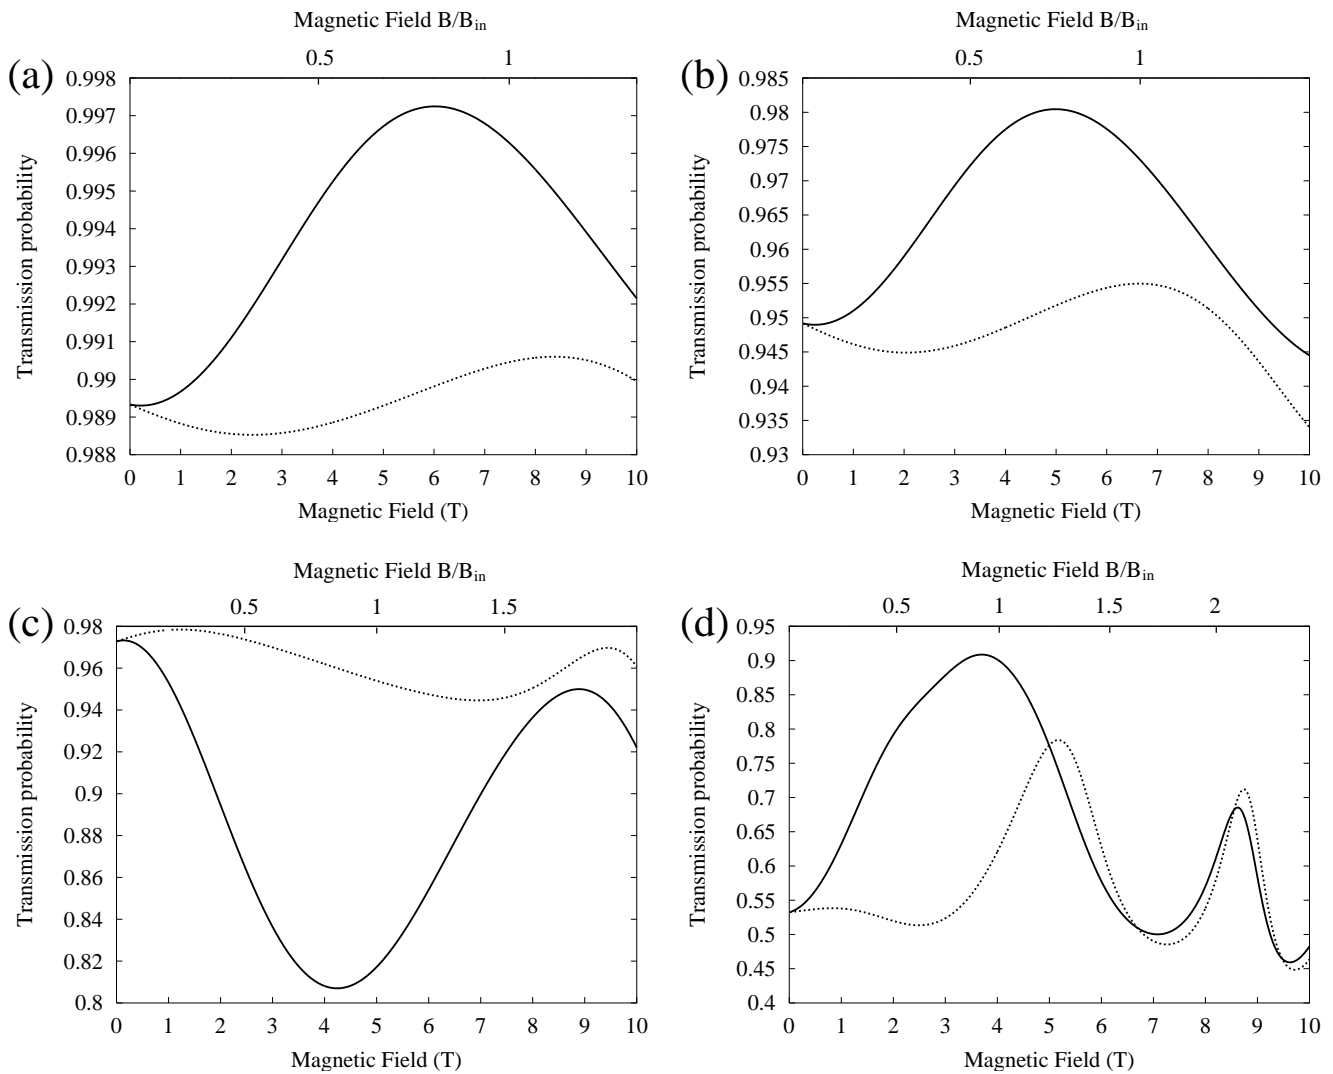 Magnetic Field B/B_in
0.5 1
(a)
0.998
0.997
0.996
0.995
0.994
0.993
0.992
0.991
0.99
0.989
0.988
Transmission probability
0 1 2 3 4 5 6 7 8 9 10
Magnetic Field (T)
Magnetic Field B/B_in
0.5 1
(b)
0.985
0.98
0.975
0.97
0.965
0.96
0.955
0.95
0.945
0.94
0.935
0.93
Transmission probability
0 1 2 3 4 5 6 7 8 9 10
Magnetic Field (T)
Magnetic Field B/B_in
0.5 1 1.5
(c)
0.98
0.96
0.94
0.92
0.9
0.88
0.86
0.84
0.82
0.8
Transmission probability
0 1 2 3 4 5 6 7 8 9 10
Magnetic Field (T)
Magnetic Field B/B_in
0.5 1 1.5 2
(d)
0.95
0.9
0.85
0.8
0.75
0.7
0.65
0.6
0.55
0.5
0.45
0.4
Transmission probability
0 1 2 3 4 5 6 7 8 9 10
Magnetic Field (T)